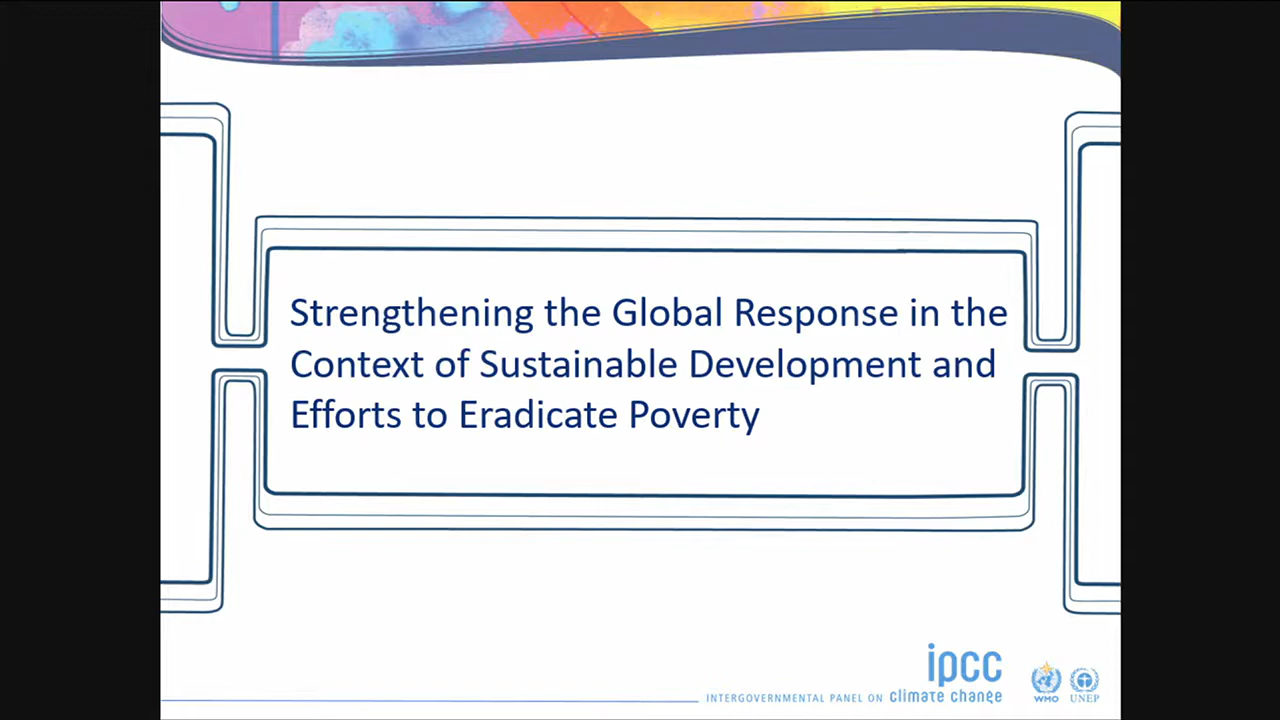 Strengthening the Global Response in the
Context of Sustainable Development and
Efforts to Eradicate Poverty
ipcc
INTERGOVERNMENTAL PANEL ON climate change
WMO
UNEP